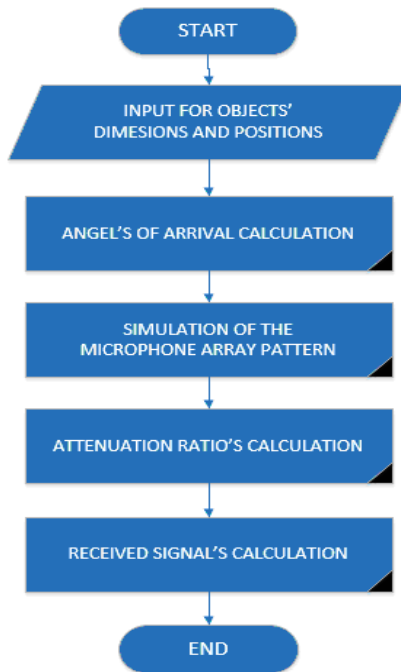 START
INPUT FOR OBJECTS'
DIMESIONS AND POSITIONS
ANGEL'S OF ARRIVAL CALCULATION
SIMULATION OF THE
MICROPHONE ARRAY PATTERN
ATTENUATION RATIO'S CALCULATION
RECEIVED SIGNAL'S CALCULATION
END